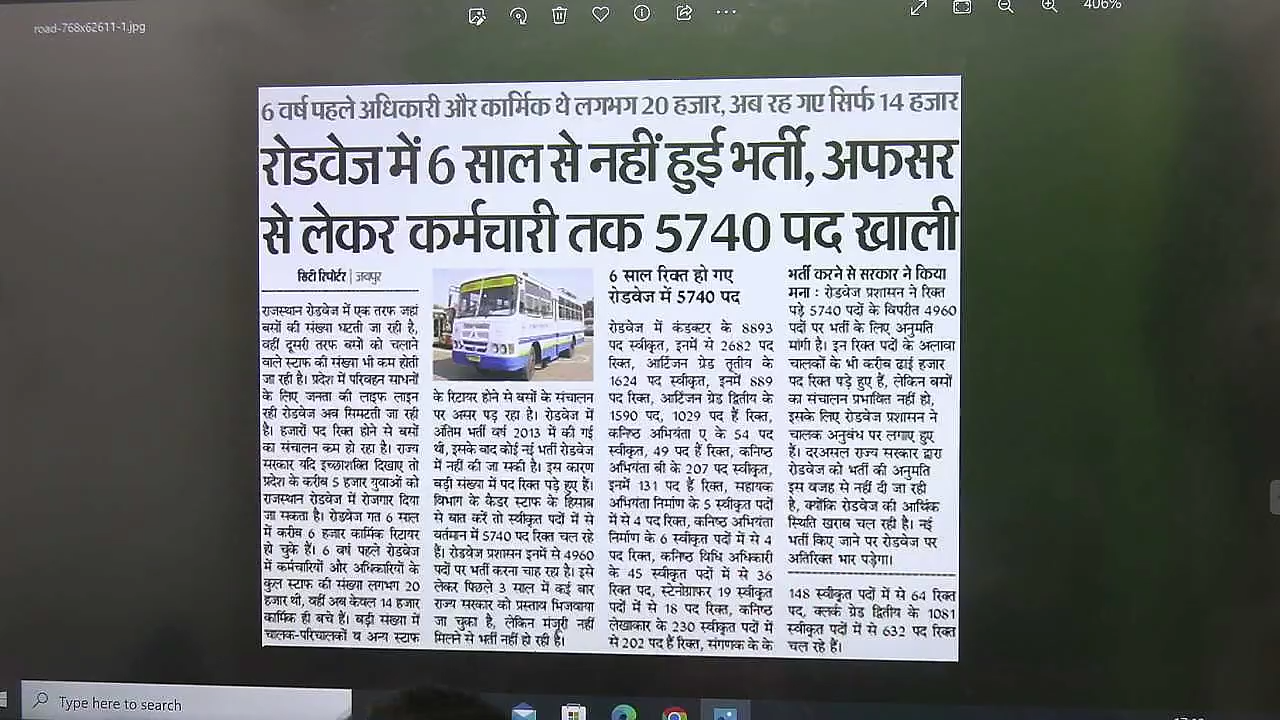 road-768x62611-1.jpg
406%
6 वर्ष पहले अधिकारी और कार्मिक थे लगभग 20 हजार, अब रह गए सिर्फ 14 हजार
रोडवेज में 6 साल से नहीं हुई भर्ती, अफसर
से लेकर कर्मचारी तक 5740 पद खाली
सिटी रिपोर्टर | जयपुर
राजस्थान रोडवेज में एक तरफ जहां
बसों की संख्या घटती जा रही है,
वहीं दूसरी तरफ बसों को चलाने
वाले स्टाफ की संख्या भी कम होती
जा रही है। प्रदेश में परिवहन साधनों
के लिए जनता की लाइफ लाइन
रही रोडवेज अब सिमटती जा रही
है। हजारों पद रिक्त होने से बसों
का संचालन कम हो रहा है। राज्य
सरकार यदि इच्छाशक्ति दिखाए तो
प्रदेश के करीब 5 हजार युवाओं को
राजस्थान रोडवेज में रोजगार दिया
जा सकता है। रोडवेज गत 6 साल
में करीब 6 हजार कार्मिक रिटायर
हो चुके हैं। 6 वर्ष पहले रोडवेज
में कर्मचारियों और अधिकारियों के
कुल स्टाफ की संख्या लगभग 20
हजार थी, वहीं अब केवल 14 हजार
कार्मिक ही बचे हैं। बड़ी संख्या में
चालक-परिचालकों व अन्य स्टाफ
के रिटायर होने से बसों के संचालन
पर असर पड़ रहा है। रोडवेज में
अंतिम भर्ती वर्ष 2013 में की गई
थी, इसके बाद कोई नई भर्ती रोडवेज
में नहीं की जा सकी है। इस कारण
बड़ी संख्या में पद रिक्त पड़े हुए हैं।
विभाग के कैडर स्टाफ के हिसाब
से बात करें तो स्वीकृत पदों में से
वर्तमान में 5740 पद रिक्त चल रहे
हैं। रोडवेज प्रशासन इनमें से 4960
पदों पर भर्ती करना चाह रहा है। इसे
लेकर पिछले 3 साल में कई बार
राज्य सरकार को प्रस्ताव भिजवाया
जा चुका है, लेकिन मंजूरी नहीं
मिलने से भर्ती नहीं हो रही है।
6 साल रिक्त हो गए
रोडवेज में 5740 पद
रोडवेज में कंडक्टर के 8893
पद स्वीकृत, इनमें से 2682 पद
रिक्त, आर्टिजन ग्रेड तृतीय के
1624 पद स्वीकृत, इनमें 889
पद रिक्त, आर्टिजन ग्रेड द्वितीय के
1590 पद, 1029 पद हैं रिक्त,
कनिष्ठ अभियंता ए के 54 पद
स्वीकृत, 49 पद हैं रिक्त, कनिष्ठ
अभियंता बी के 207 पद स्वीकृत,
इनमें 131 पद हैं रिक्त, सहायक
अभियंता निर्माण के 5 स्वीकृत पदों
में से 4 पद रिक्त, कनिष्ठ अभियंता
निर्माण के 6 स्वीकृत पदों में से 4
पद रिक्त, कनिष्ठ विधि अधिकारी
के 45 स्वीकृत पदों में से 36
रिक्त पद, स्टेनोग्राफर 19 स्वीकृत
पदों में से 18 पद रिक्त, कनिष्ठ
लेखाकार के 230 स्वीकृत पदों में
से 202 पद हैं रिक्त, संगणक के के
भर्ती करने से सरकार ने किया
मना : रोडवेज प्रशासन ने रिक्त
पड़े 5740 पदों के विपरीत 4960
पदों पर भर्ती के लिए अनुमति
मांगी है। इन रिक्त पदों के अलावा
चालकों के भी करीब ढाई हजार
पद रिक्त पड़े हुए हैं, लेकिन बसों
का संचालन प्रभावित नहीं हो,
इसके लिए रोडवेज प्रशासन ने
चालक अनुबंध पर लगाए हुए
हैं। दरअसल राज्य सरकार द्वारा
रोडवेज को भर्ती की अनुमति
इस वजह से नहीं दी जा रही
है, क्योंकि रोडवेज की आर्थिक
स्थिति खराब चल रही है। नई
भर्ती किए जाने पर रोडवेज पर
अतिरिक्त भार पड़ेगा।
148 स्वीकृत पदों में से 64 रिक्त
पद, क्लर्क ग्रेड द्वितीय के 1081
स्वीकृत पदों में से 632 पद रिक्त
चल रहे हैं।
Type here to search